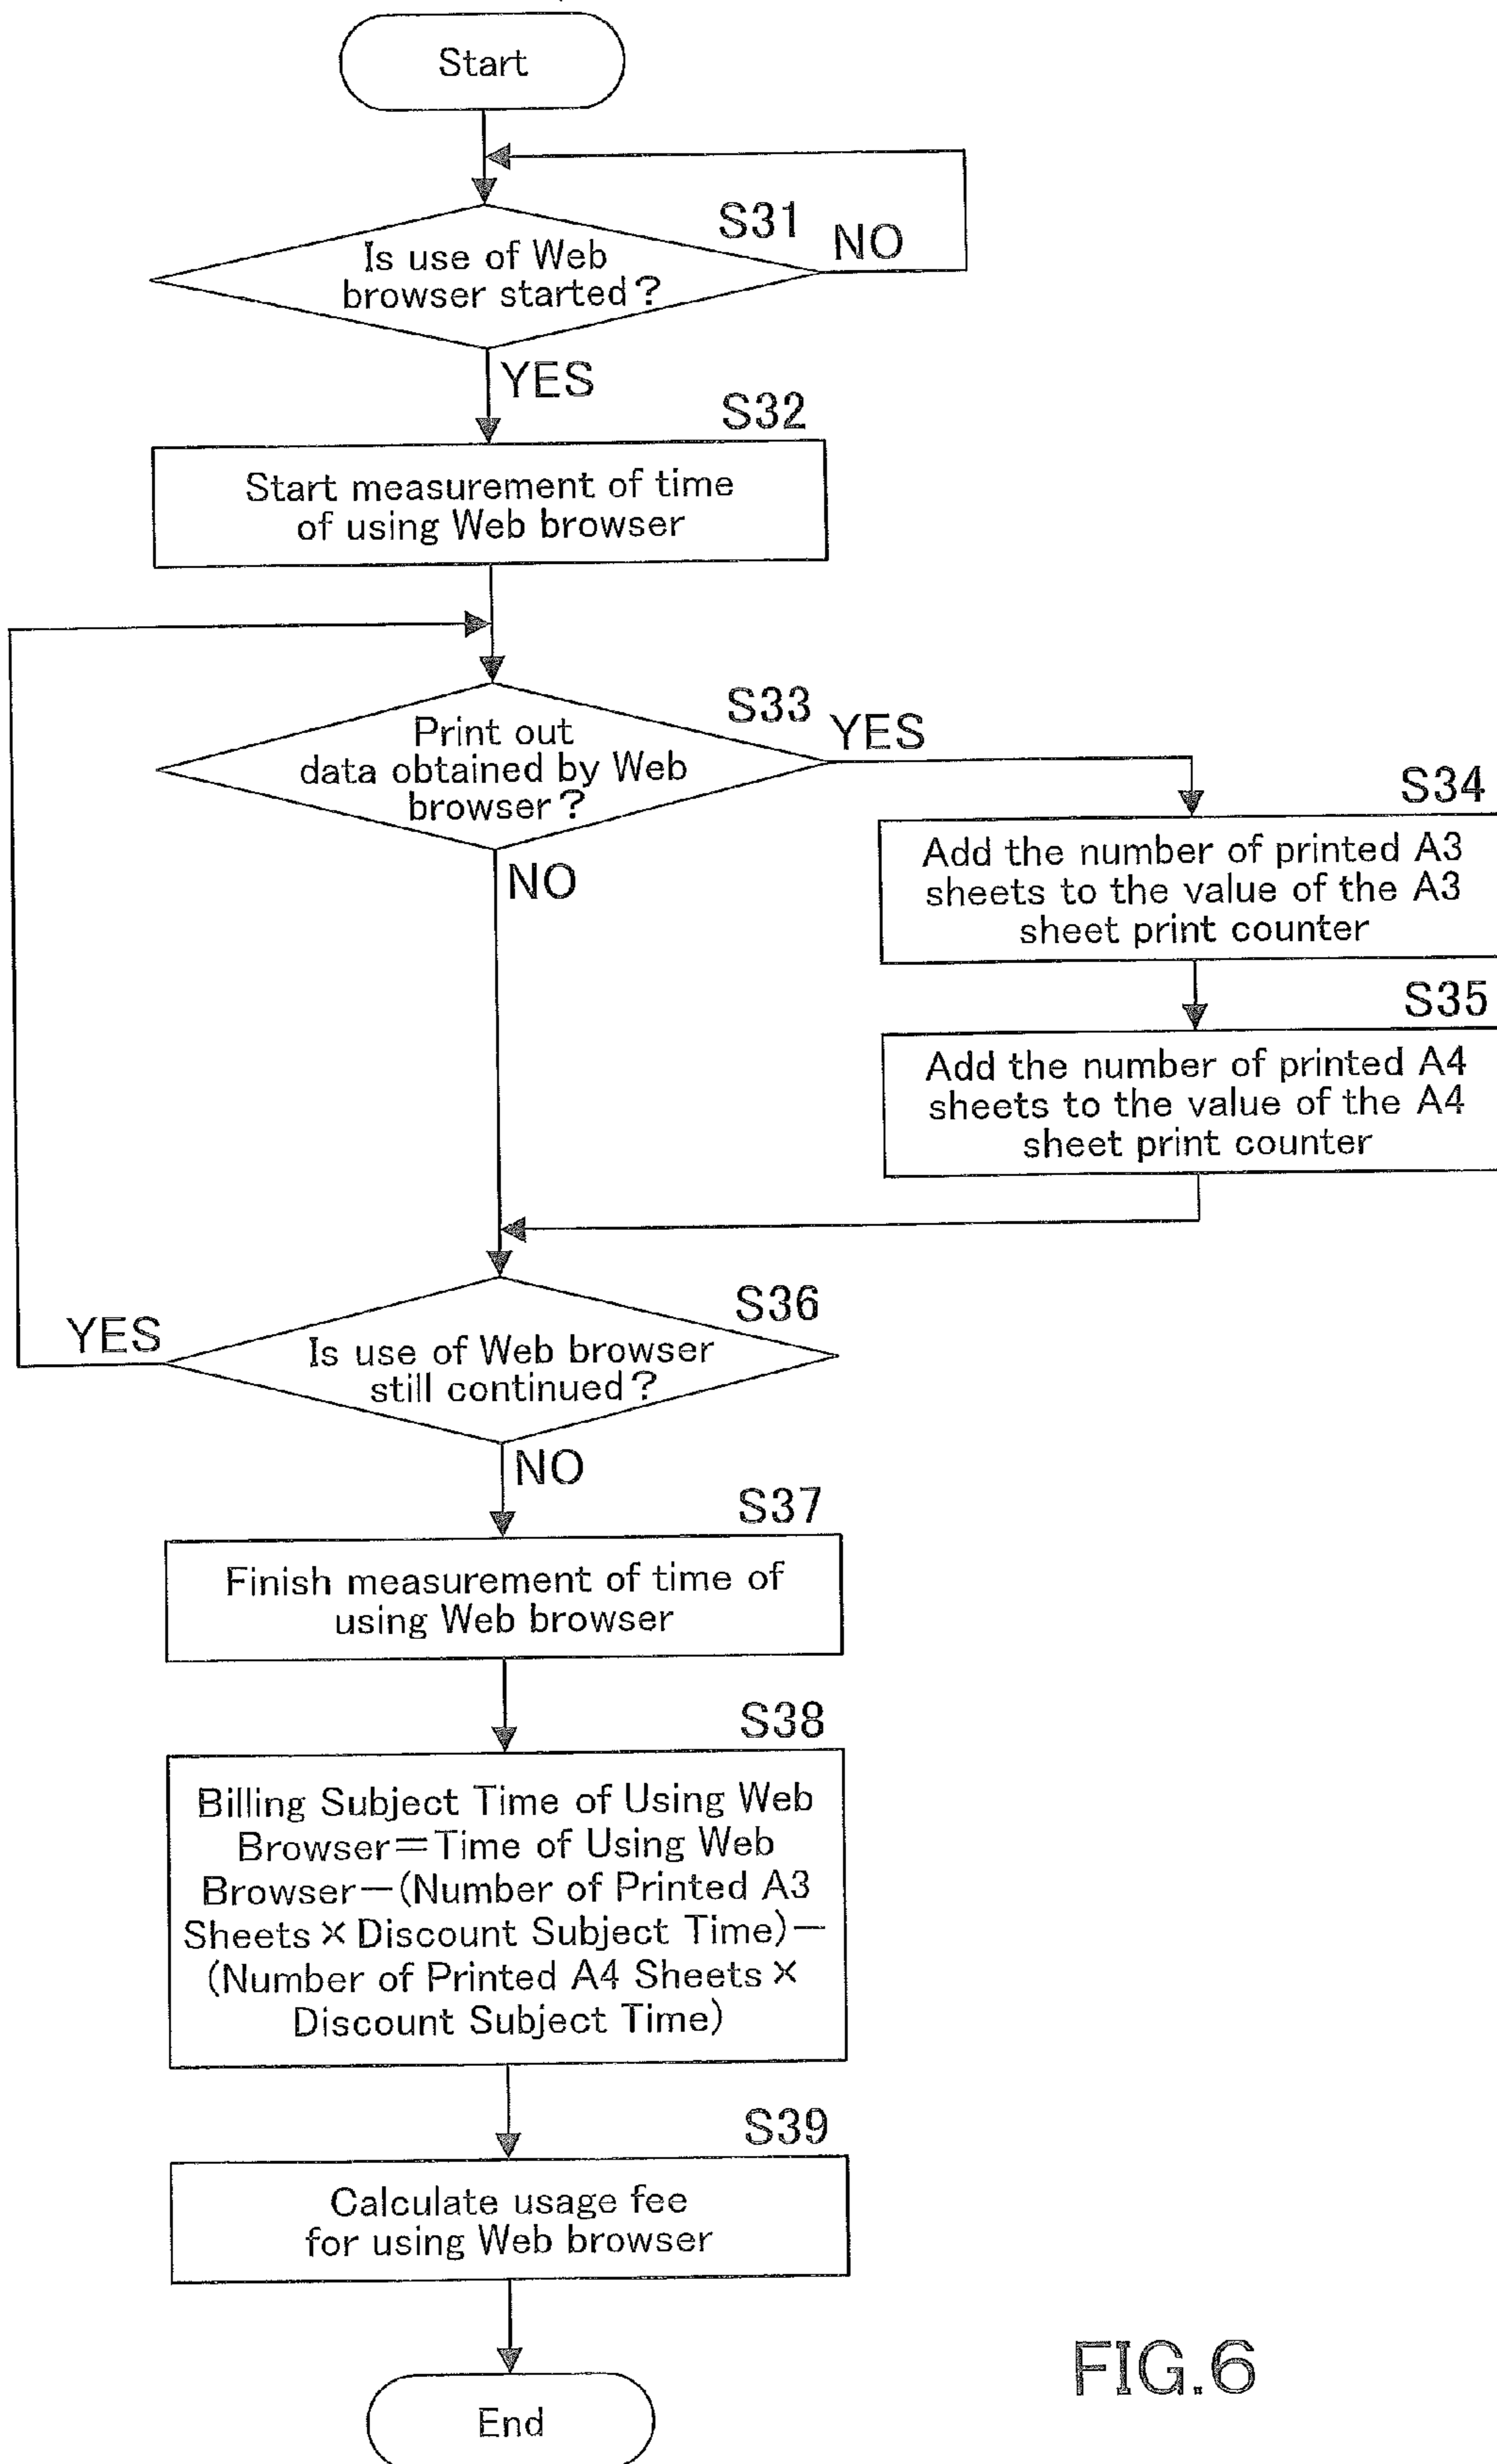 Start
S31
NO
Is use of Web
browser started?
YES
S32
Start measurement of time
of using Web browser
S33
YES
Print out
data obtained by Web
browser?
NO
S34
Add the number of printed A3
sheets to the value of the A3
sheet print counter
S35
Add the number of printed A4
sheets to the value of the A4
sheet print counter
S36
YES
Is use of Web browser
still continued?
NO
S37
Finish measurement of time of
using Web browser
S38
Billing Subject Time of Using Web
Browser=Time of Using Web
Browser−(Number of Printed A3
Sheets×Discount Subject Time)−
(Number of Printed A4 Sheets×
Discount Subject Time)
S39
Calculate usage fee
for using Web browser
End
FIG.6